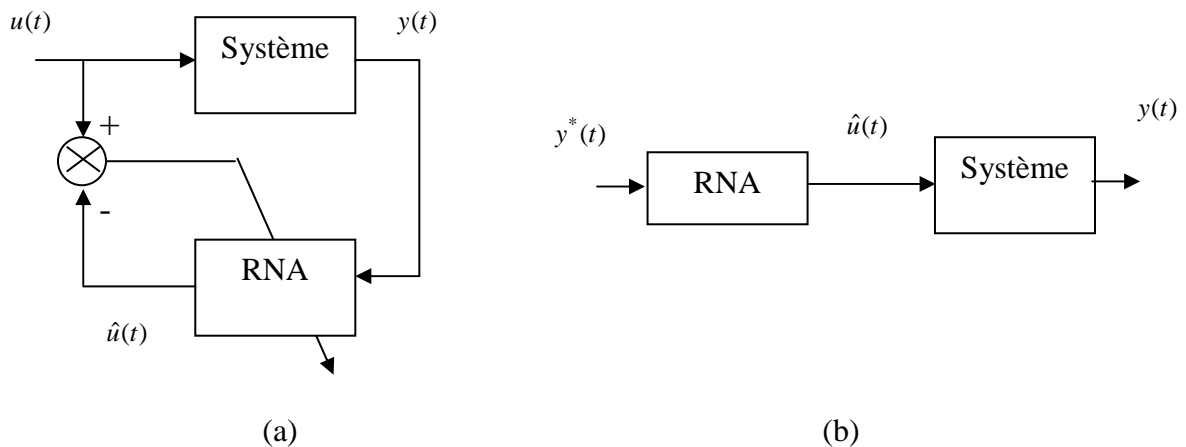 u(t)
Système
y(t)
+
-
RNA
û(t)
(a)
y*(t)
RNA
û(t)
Système
y(t)
(b)